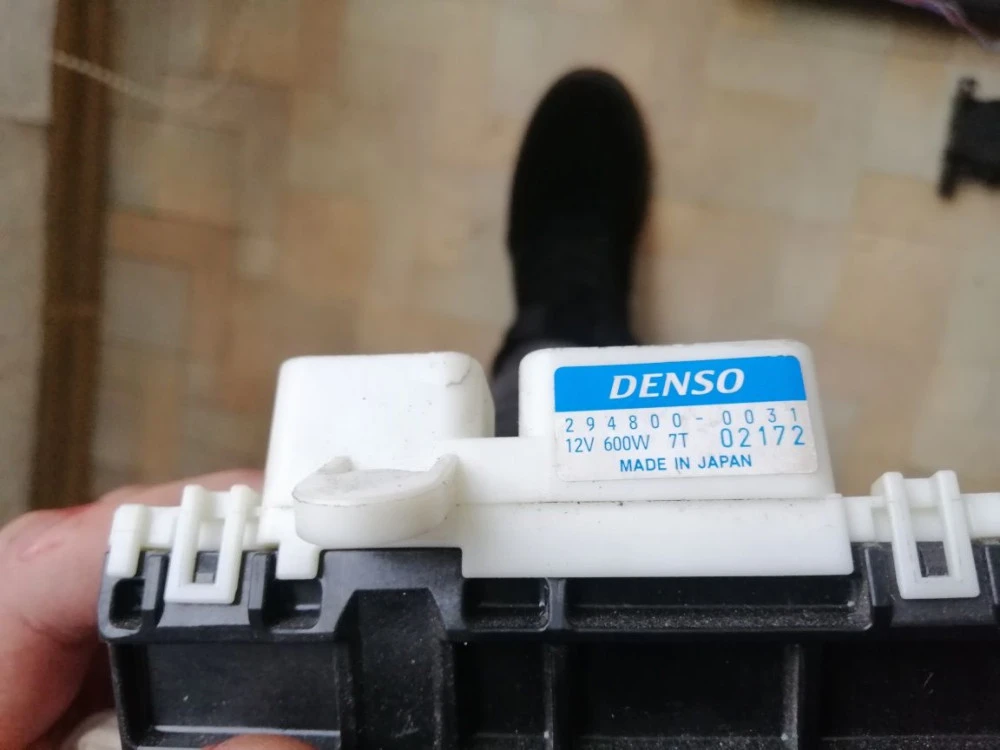 DENSO
294800-0031
12V 600W 7T 02172
MADE IN JAPAN